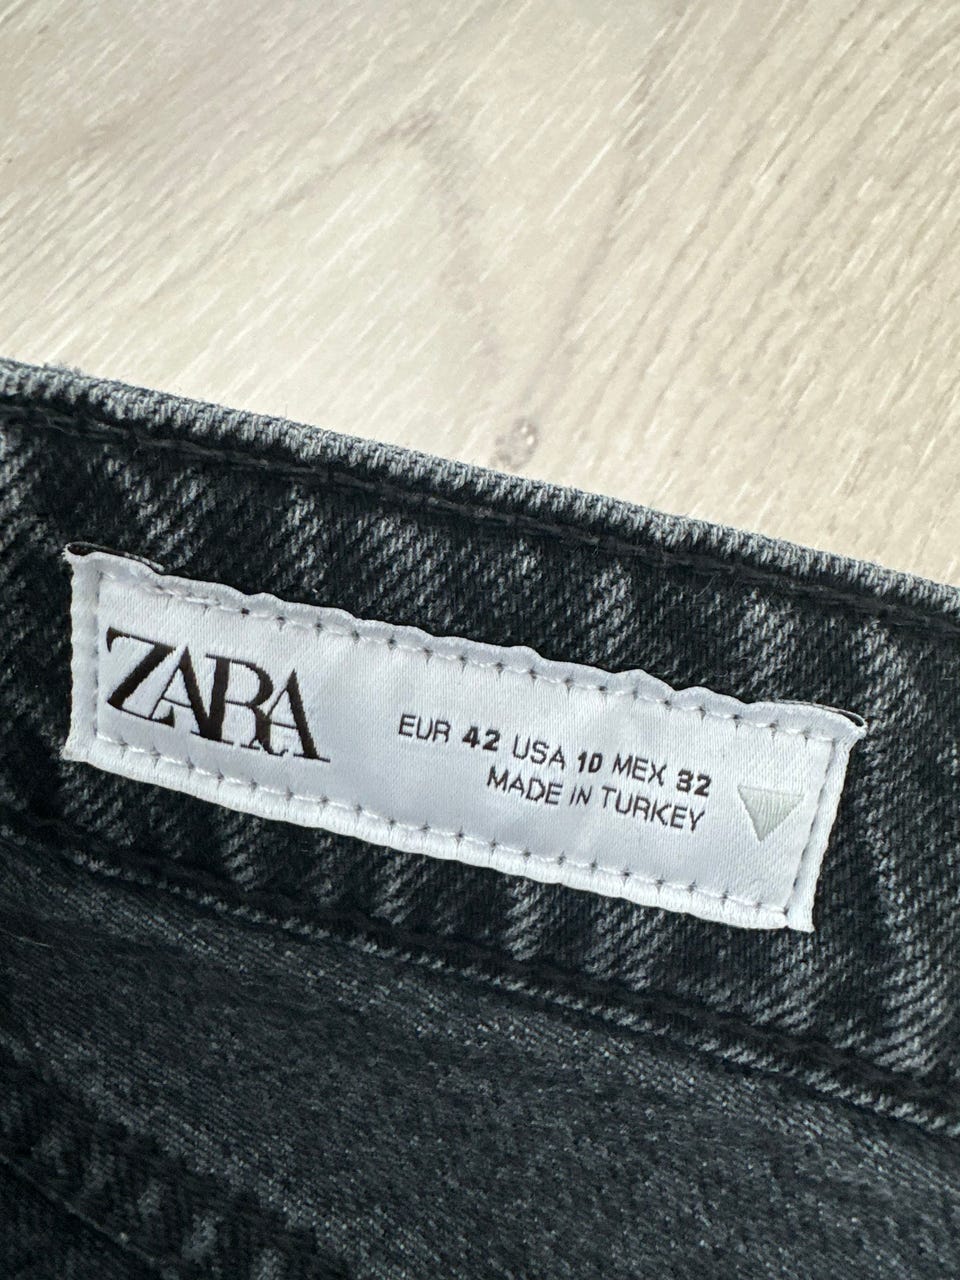 ZARA
EUR 42 USA 10 MEX 32
MADE IN TURKEY